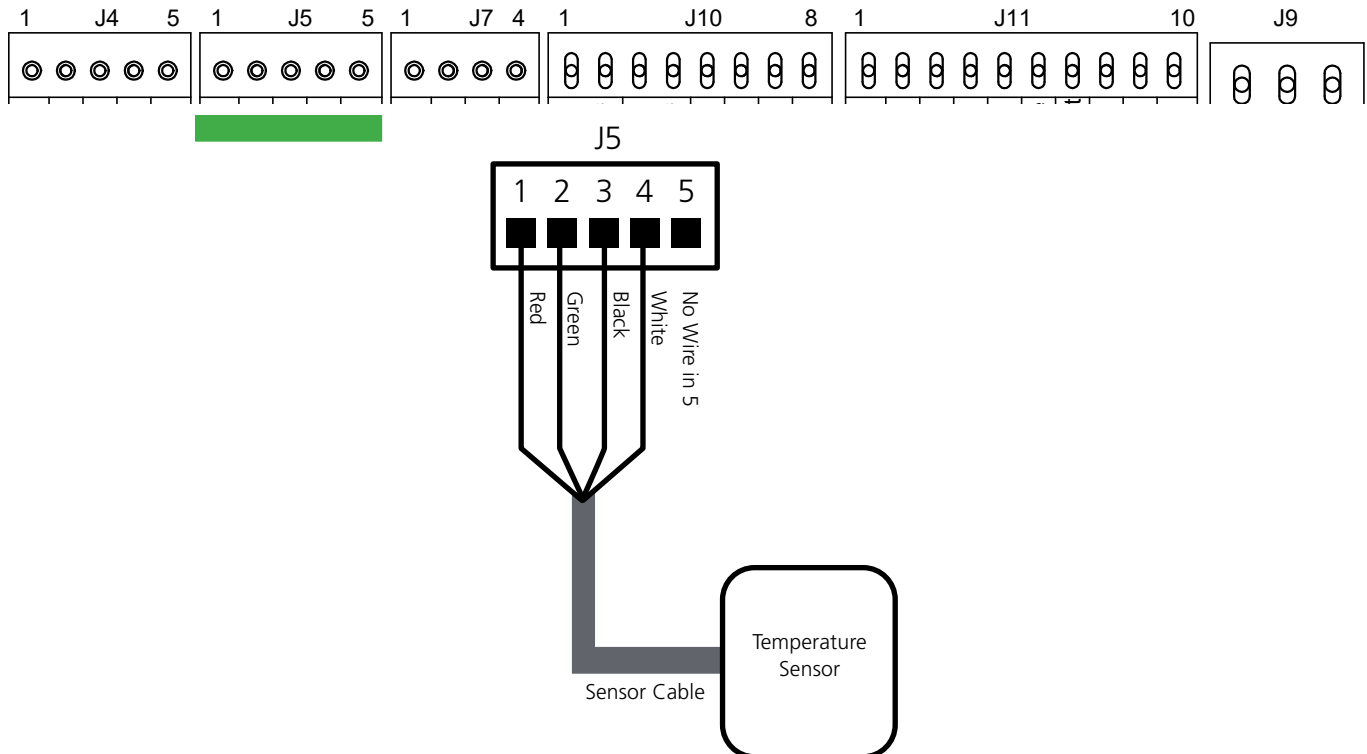 1 J4 5 1 J5 5 1 J7 4 1 J10 8 1 J11 10 J9
J5
1 2 3 4 5
Red
Green
Black
White
No Wire in 5
Temperature
Sensor
Sensor Cable